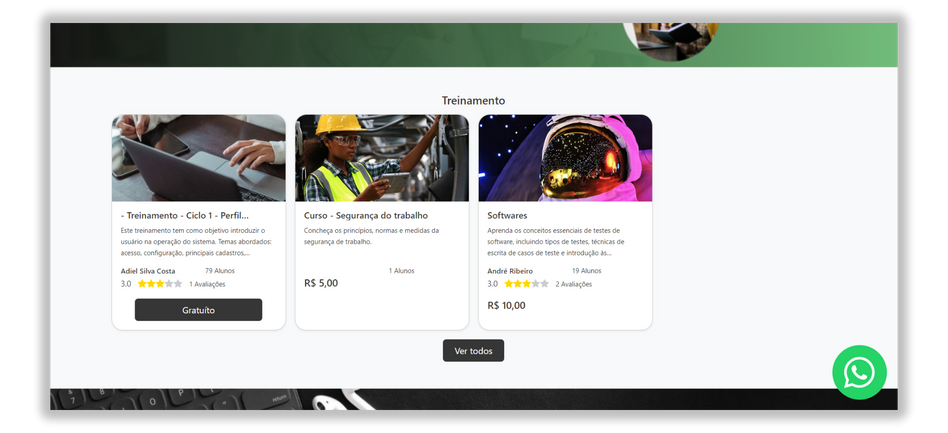 Treinamento
- Treinamento - Ciclo 1 - Perfil...
Este treinamento tem como objetivo introduzir o
usuário na operação do sistema. Temas abordados:
acesso, configuração, principais cadastros,...
Adiel Silva Costa 79 Alunos
3.0 1 Avaliações
Gratuíto
Curso - Segurança do trabalho
Concheça os princípios, normas e medidas da
segurança de trabalho.
1 Alunos
R$ 5,00
Softwares
Aprenda os conceitos essenciais de testes de
software, incluindo tipos de testes, técnicas de
escrita de casos de teste e introdução às...
André Ribeiro 19 Alunos
3.0 2 Avaliações
R$ 10,00
Ver todos